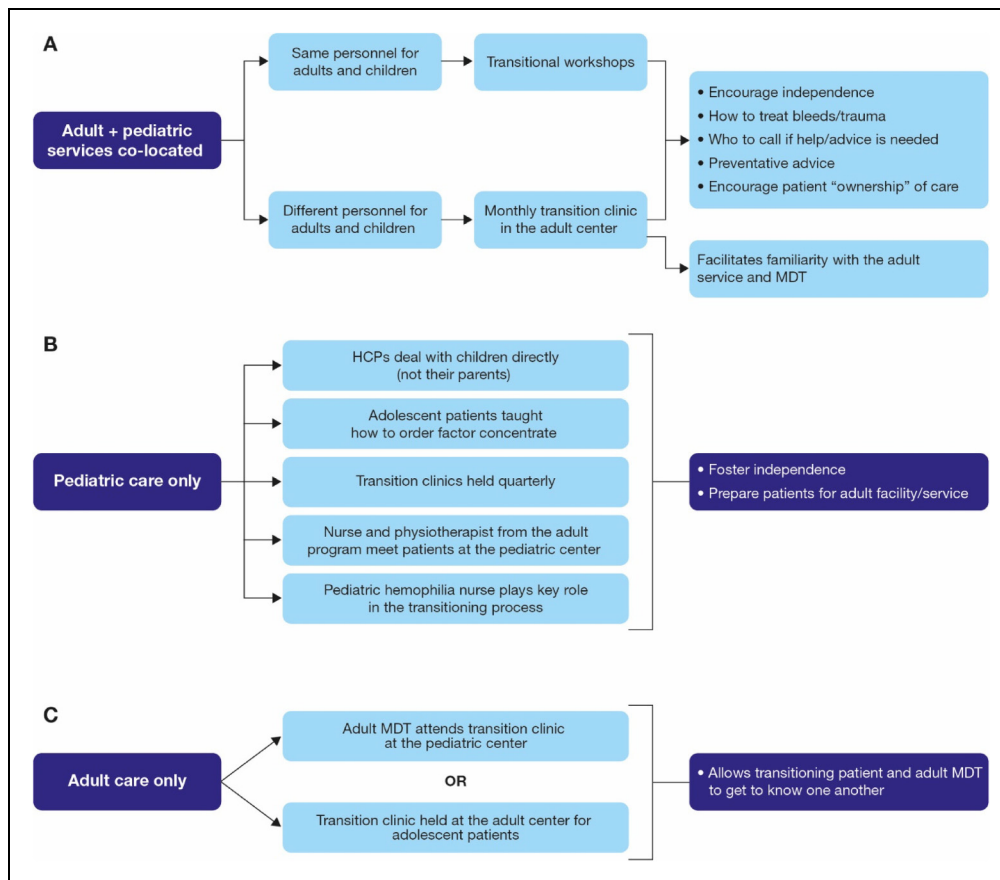 A
Adult + pediatric
services co-located
Same personnel for
adults and children
Transitional workshops
Different personnel for
adults and children
Monthly transition clinic
in the adult center
• Encourage independence
• How to treat bleeds/trauma
• Who to call if help/advice is needed
• Preventative advice
• Encourage patient “ownership” of care
Facilitates familiarity with the adult
service and MDT
B
Pediatric care only
HCPs deal with children directly
(not their parents)
Adolescent patients taught
how to order factor concentrate
Transition clinics held quarterly
Nurse and physiotherapist from the adult
program meet patients at the pediatric center
Pediatric hemophilia nurse plays key role
in the transitioning process
• Foster independence
• Prepare patients for adult facility/service
C
Adult care only
Adult MDT attends transition clinic
at the pediatric center
OR
Transition clinic held at the adult center for
adolescent patients
• Allows transitioning patient and adult MDT
to get to know one another